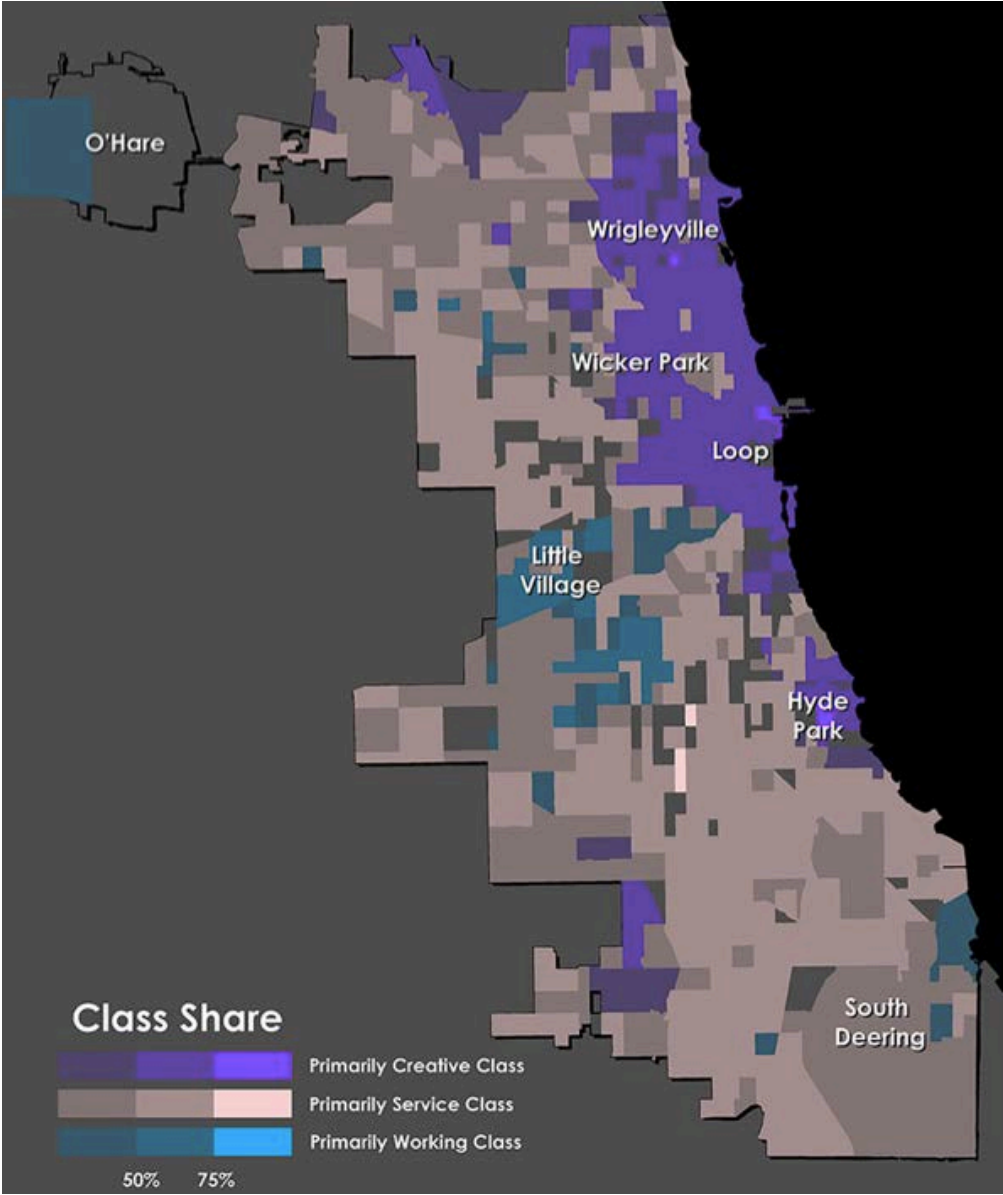 O'Hare
Wrigleyville
Wicker Park
Loop
Little
Village
Hyde
Park
South
Deering
Class Share
Primarily Creative Class
Primarily Service Class
Primarily Working Class
50% 75%